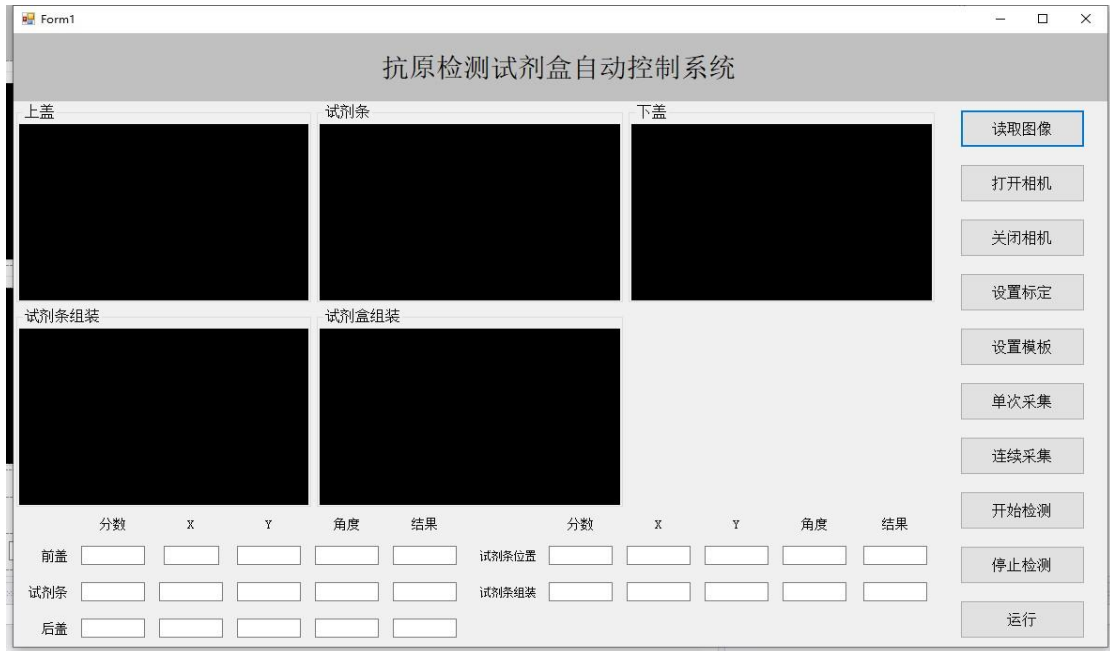 Form1
抗原检测试剂盒自动控制系统
上盖
试剂条
下盖
读取图像
打开相机
关闭相机
设置标定
试剂条组装
试剂盒组装
设置模板
单次采集
连续采集
开始检测
分数 X Y 角度 结果 分数 X Y 角度 结果
前盖 试剂条位置
停止检测
试剂条 试剂条组装
后盖
运行